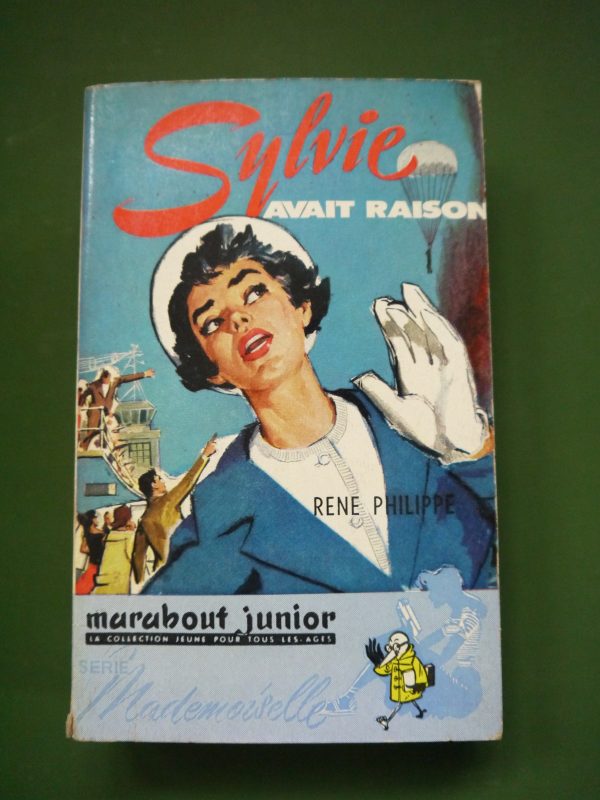 Sylvie
AVAIT RAISON
RENE PHILIPPE
marabout junior
LA COLLECTION JEUNE POUR TOUS LES-AGES
SERIE
Mademoiselle